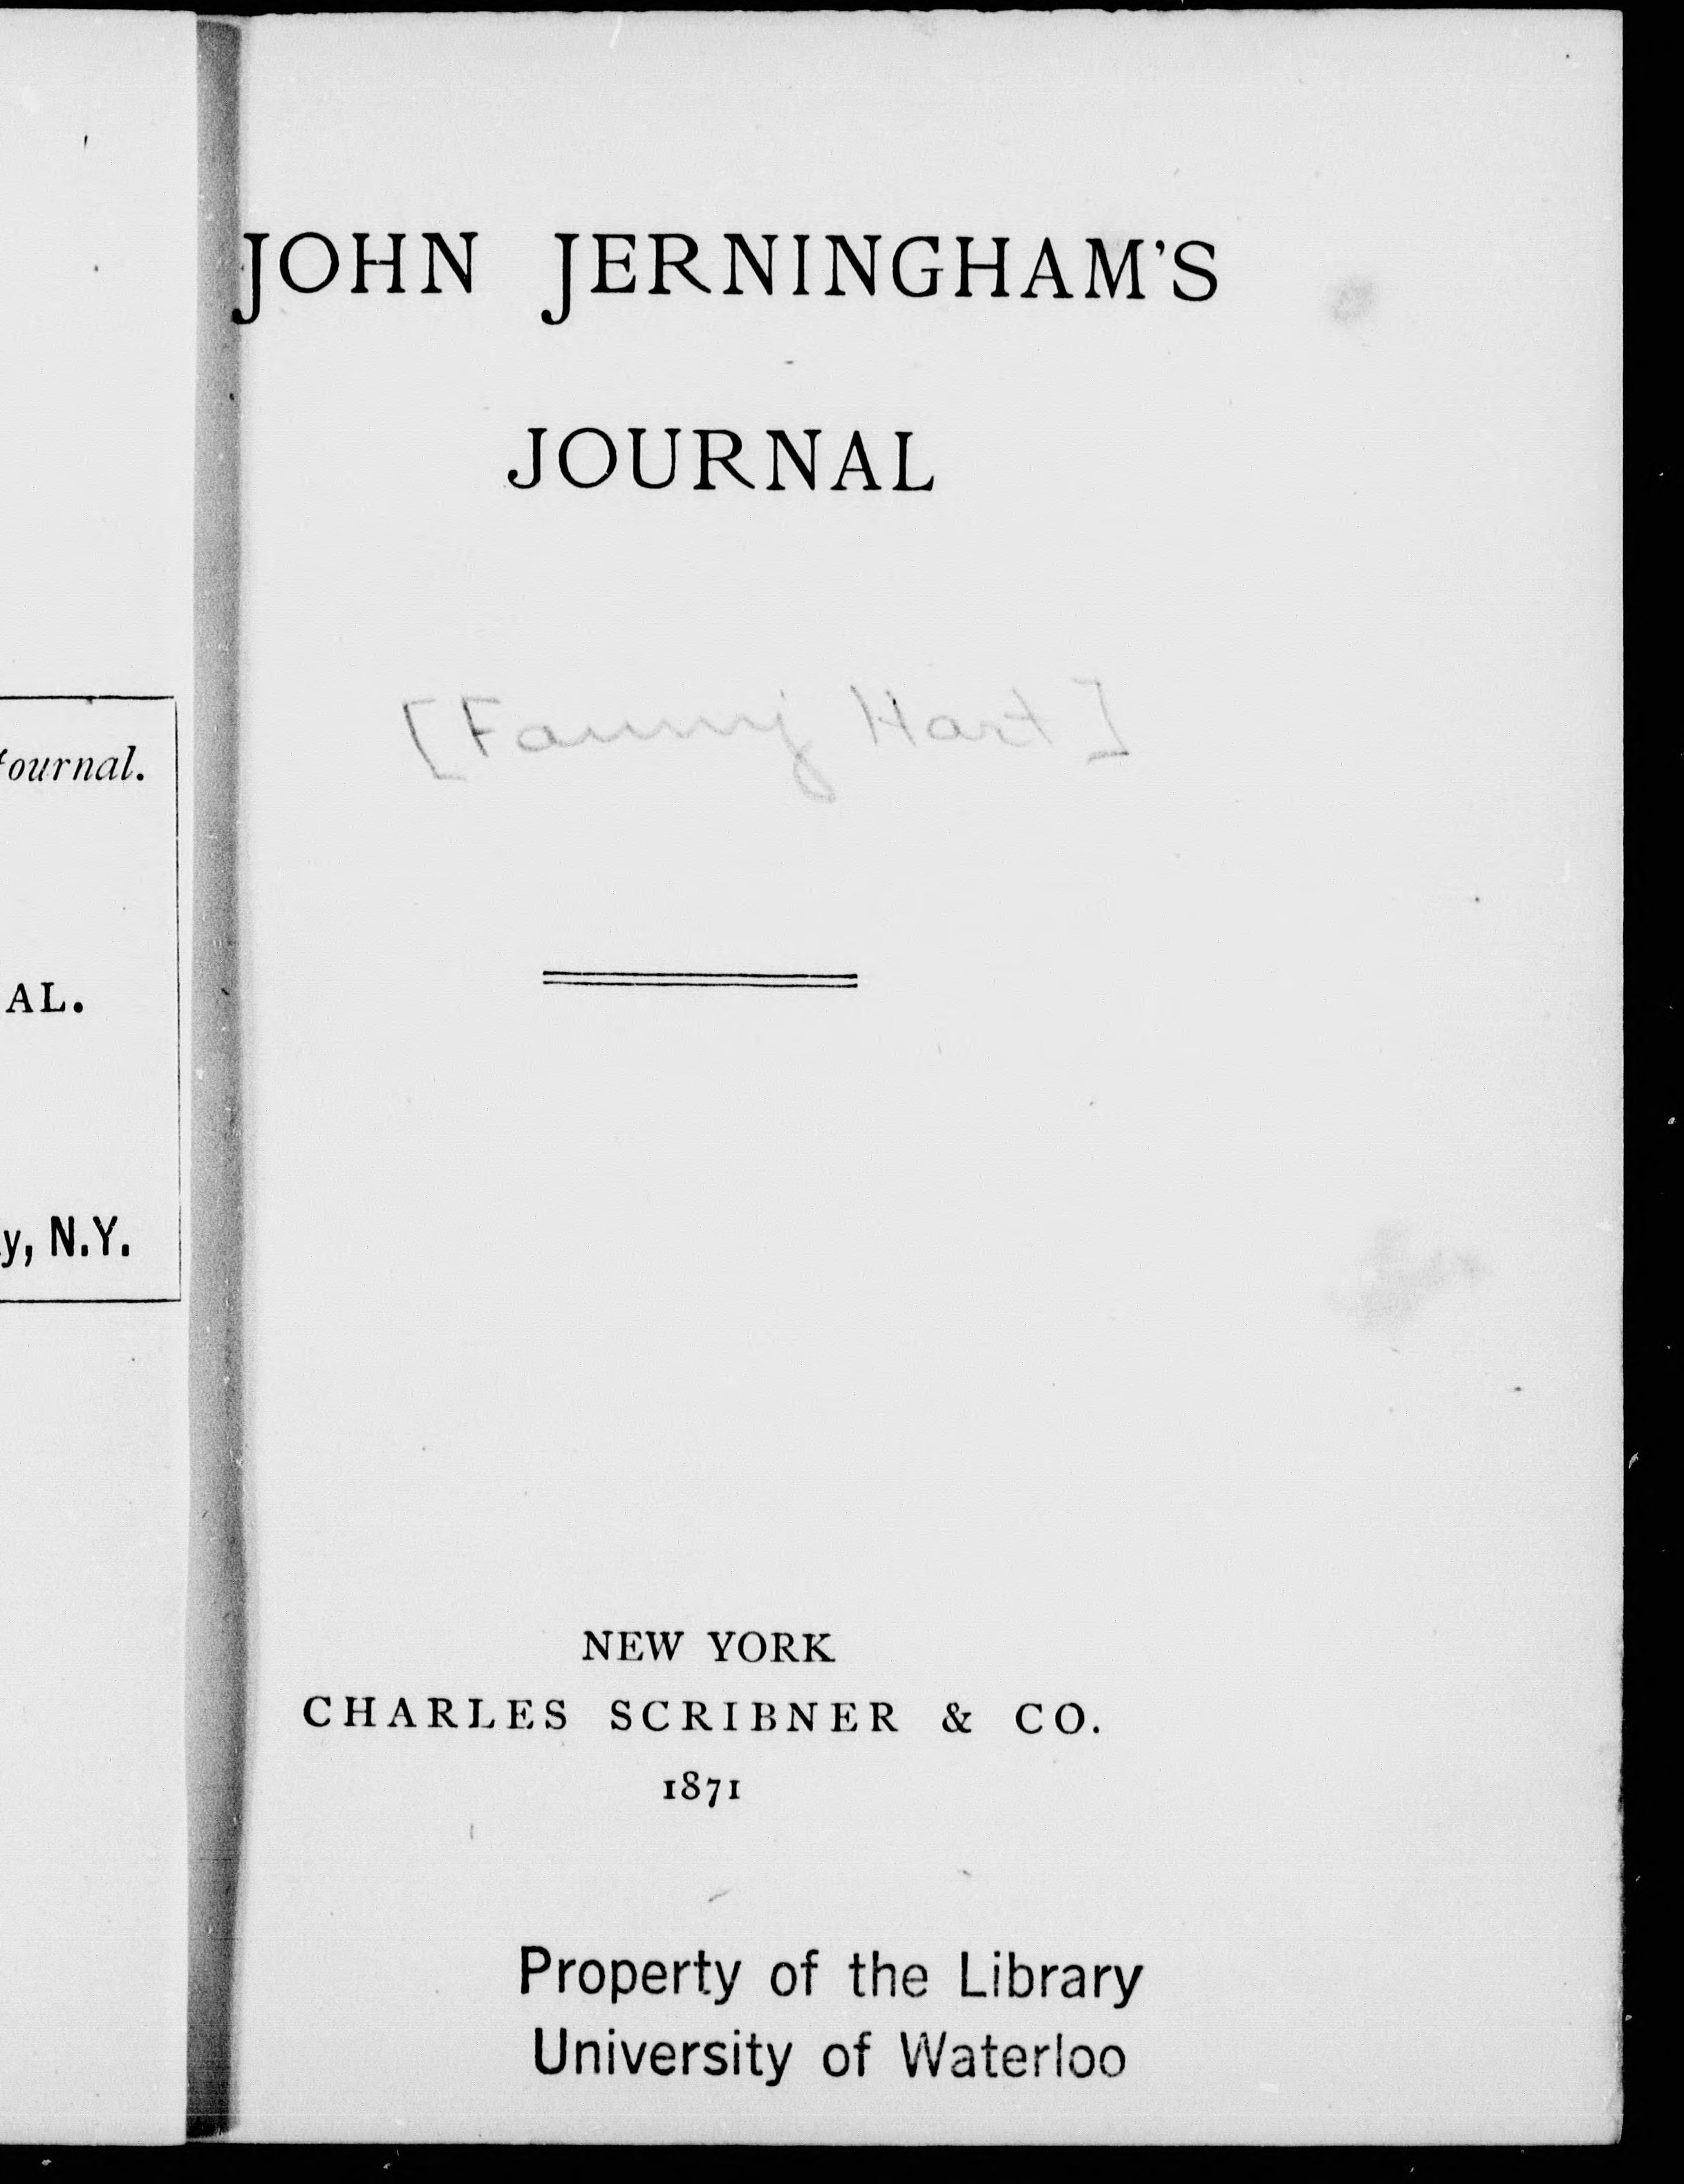 ournal.
AL.
y, N.Y.
JOHN JERNINGHAM'S
JOURNAL
[Fanny Hart]
NEW YORK
CHARLES SCRIBNER & CO.
1871
Property of the Library
University of Waterloo